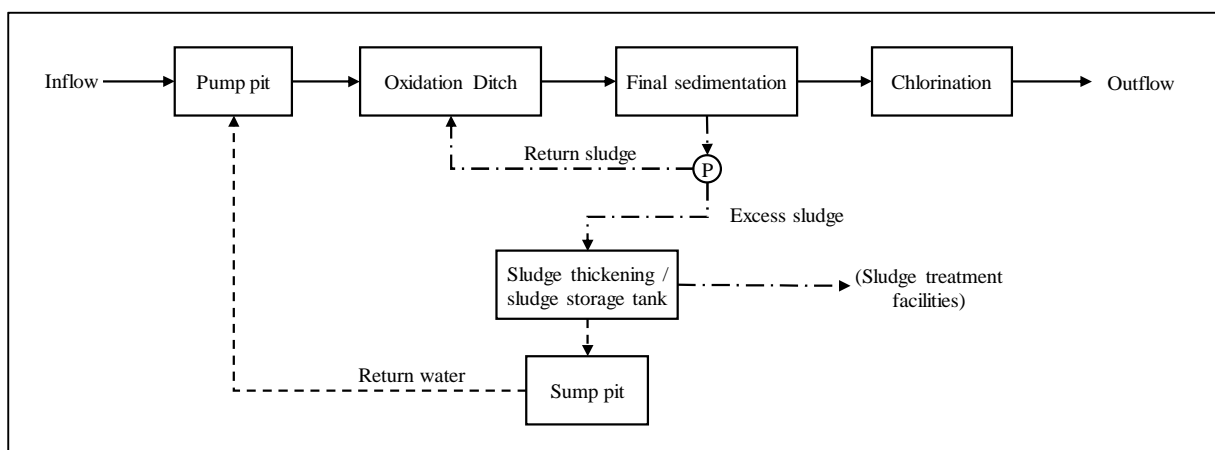 Inflow
Pump pit
Oxidation Ditch
Final sedimentation
Chlorination
Outflow
Return sludge
P
Excess sludge
Sludge thickening /
sludge storage tank
(Sludge treatment
facilities)
Return water
Sump pit